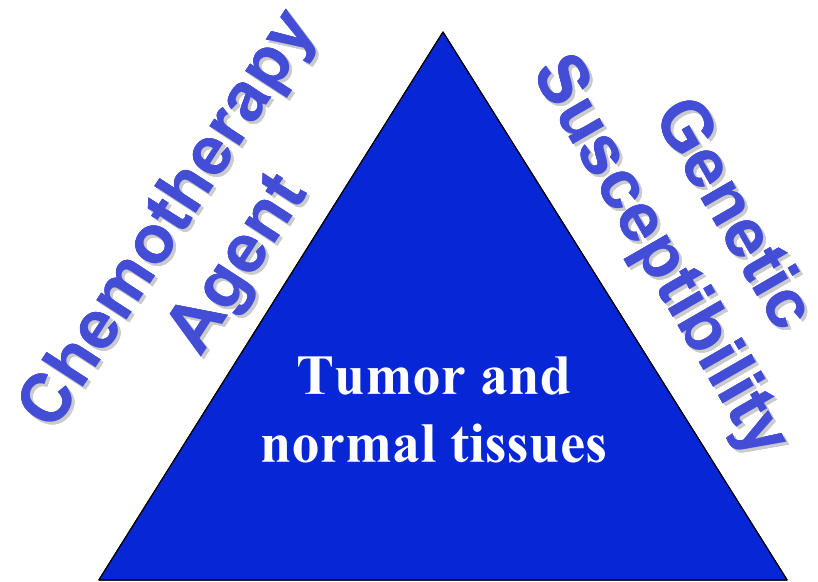 Chemotherapy
Agent
Genetic
Susceptibility
Tumor and
normal tissues